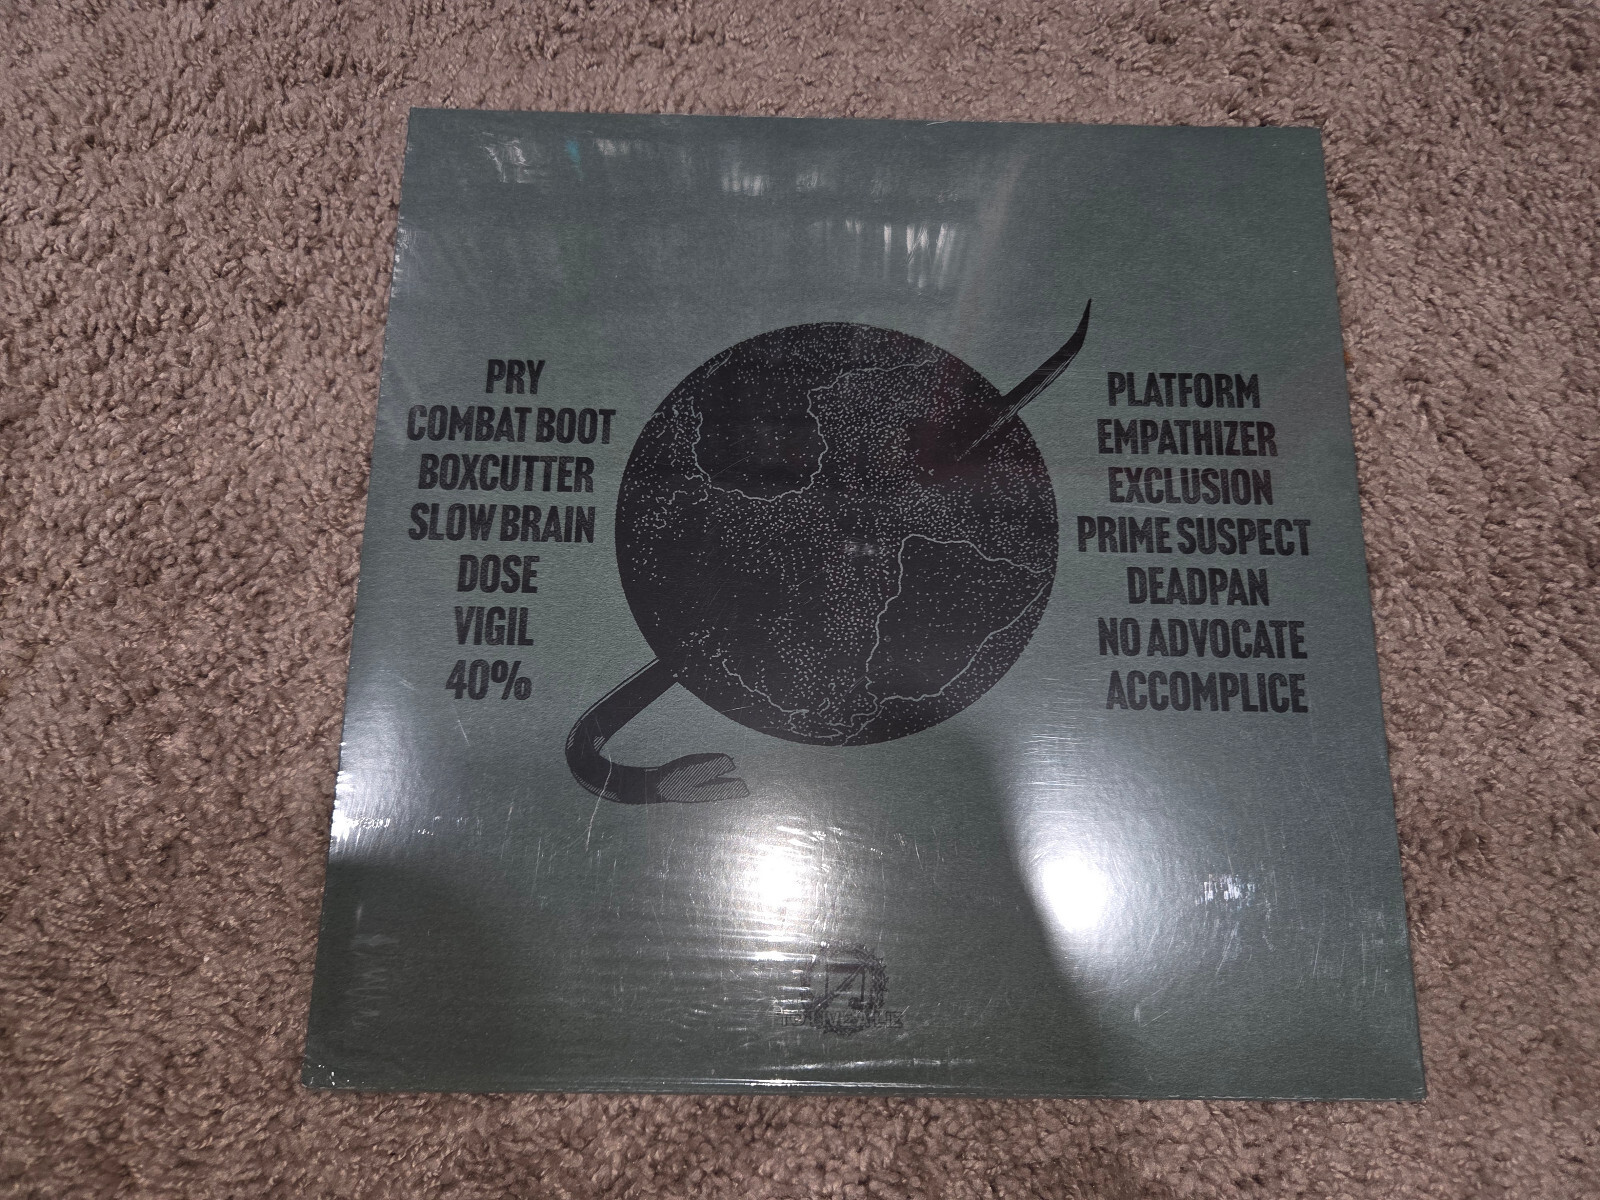 PRY
COMBAT BOOT
BOXCUTTER
SLOW BRAIN
DOSE
VIGIL
40%
PLATFORM
EMPATHIZER
EXCLUSION
PRIME SUSPECT
DEADPAN
NO ADVOCATE
ACCOMPLICE